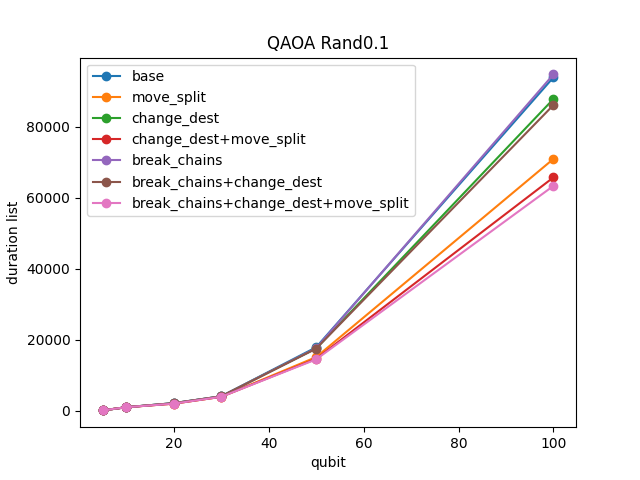 QAOA Rand0.1
base
move_split
change_dest
change_dest+move_split
break_chains
break_chains+change_dest
break_chains+change_dest+move_split
duration list
80000
60000
40000
20000
0
20
40
60
80
100
qubit